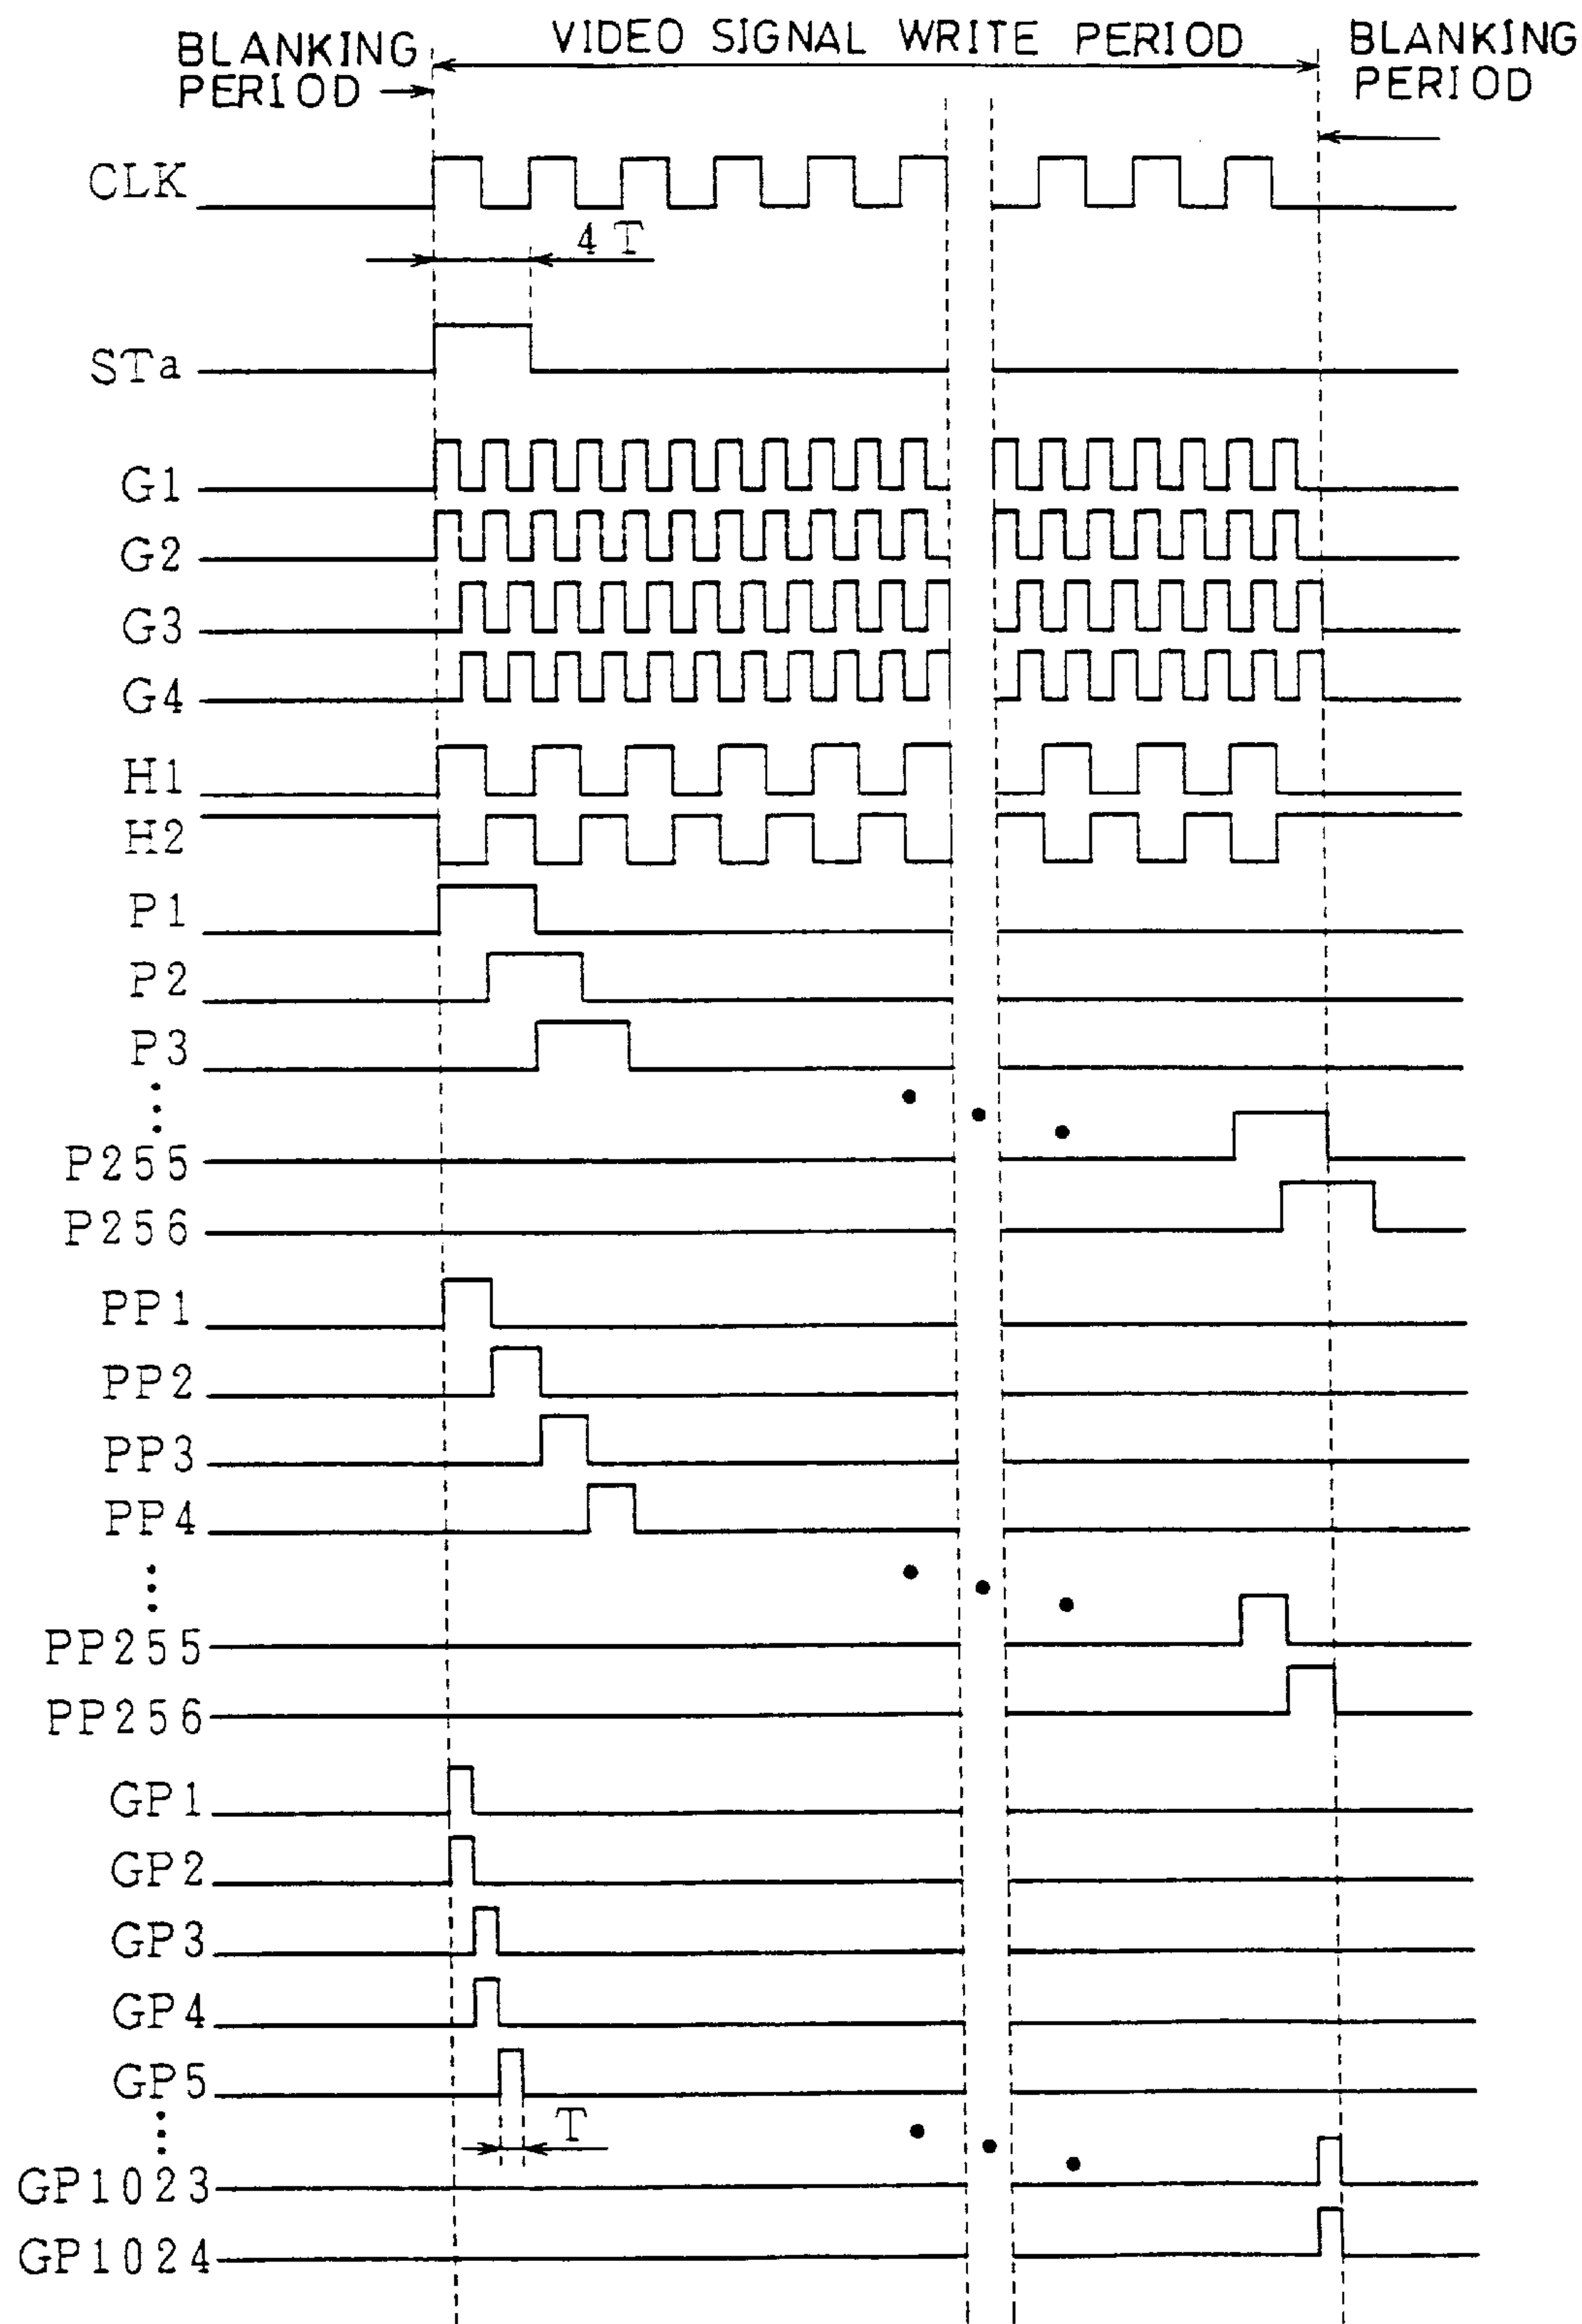 BLANKING PERIOD
VIDEO SIGNAL WRITE PERIOD
BLANKING PERIOD
CLK
4T
STa
G1
G2
G3
G4
H1
H2
P1
P2
P3
P255
P256
PP1
PP2
PP3
PP4
PP255
PP256
GP1
GP2
GP3
GP4
GP5
T
GP1023
GP1024